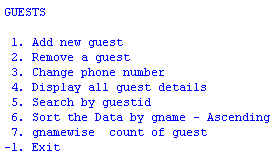 GUESTS
1. Add new guest
2. Remove a guest
3. Change phone number
4. Display all guest details
5. Search by guestid
6. Sort the Data by gname - Ascending
7. gnamewise  count of guest
-1. Exit